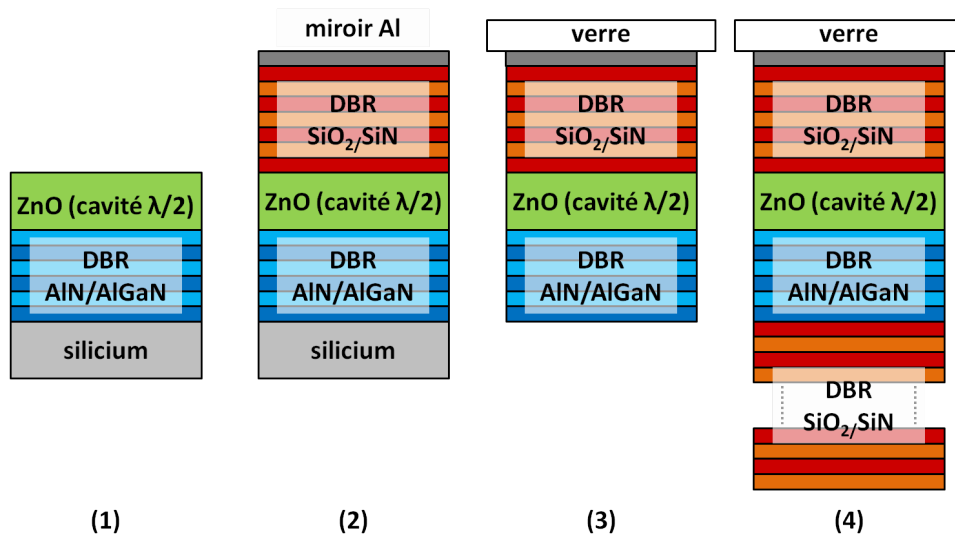 miroir Al
verre
verre
DBR
SiO₂/SiN
DBR
SiO₂/SiN
DBR
SiO₂/SiN
ZnO (cavité λ/2)
ZnO (cavité λ/2)
ZnO (cavité λ/2)
ZnO (cavité λ/2)
DBR
AlN/AlGaN
DBR
AlN/AlGaN
DBR
AlN/AlGaN
DBR
AlN/AlGaN
silicium
silicium
DBR
SiO₂/SiN
(1)
(2)
(3)
(4)